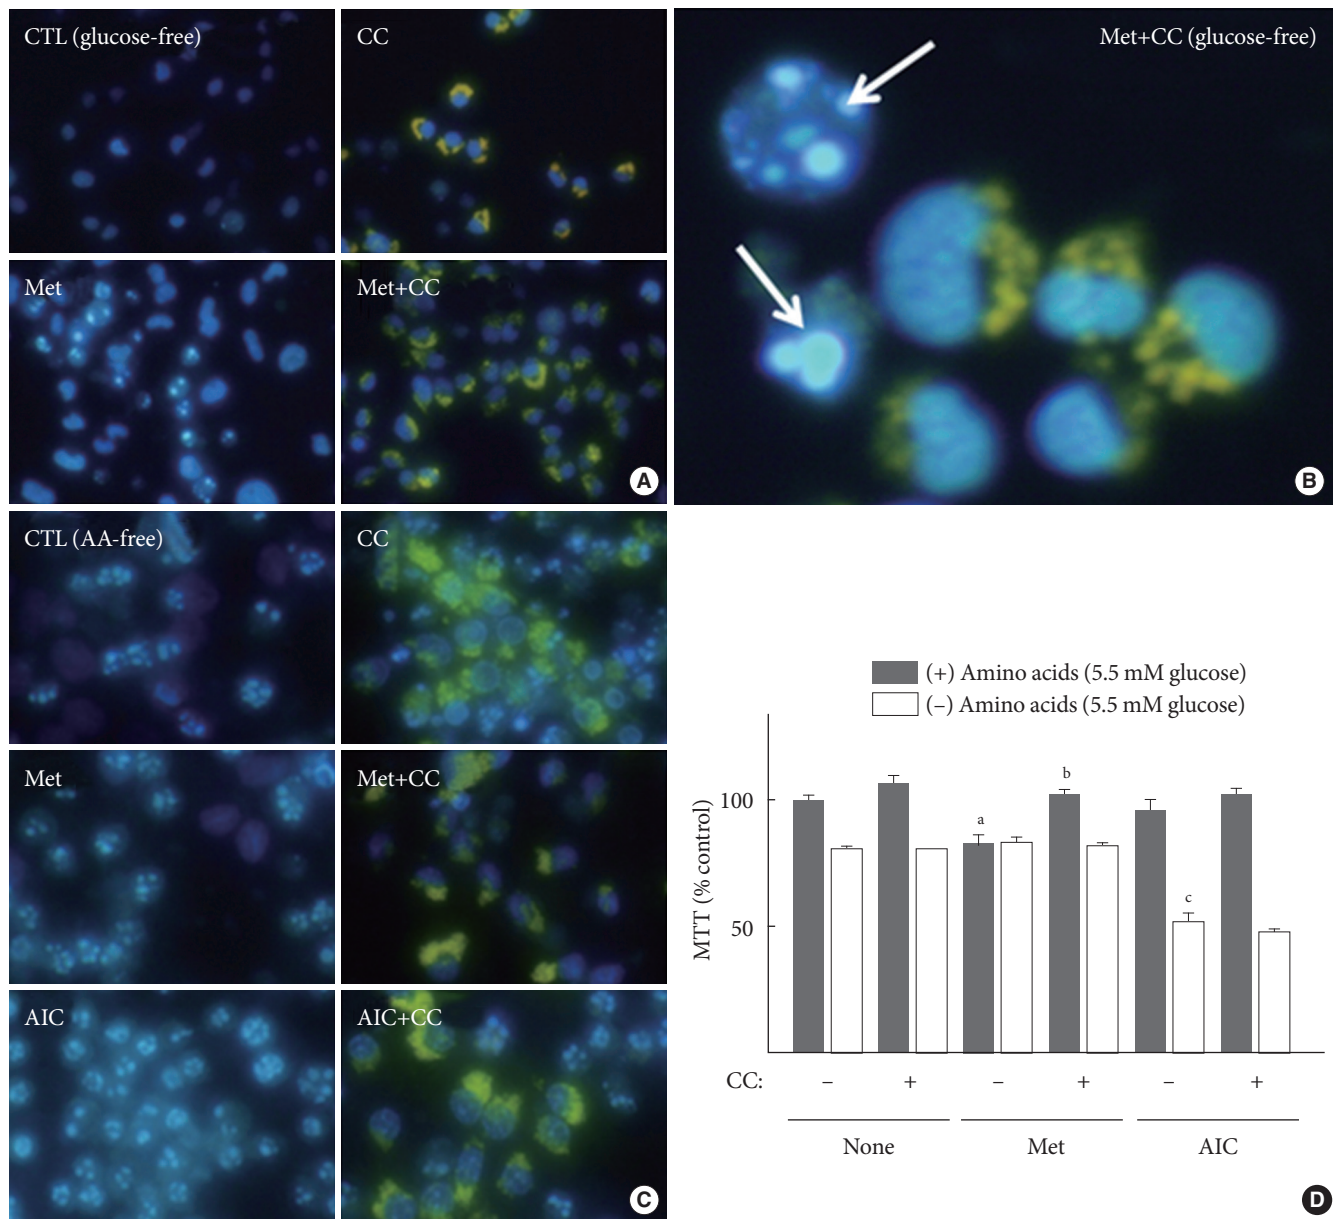 CTL (glucose-free)
CC
Met
Met+CC
A
Met+CC (glucose-free)
B
CTL (AA-free)
CC
Met
Met+CC
AIC
AIC+CC
C
(+) Amino acids (5.5 mM glucose)
(–) Amino acids (5.5 mM glucose)
MTT (% control)
100
50
a
b
c
CC: – + – + – +
None Met AIC
D